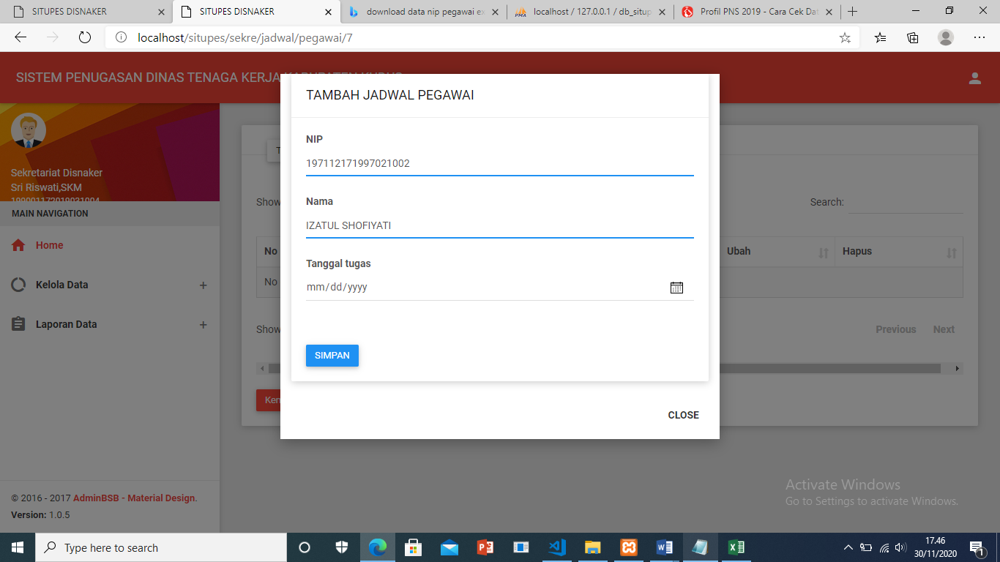 SITUPES DISNAKER
SITUPES DISNAKER
download data nip pegawai ex
localhost / 127.0.0.1 / db_situp
Profil PNS 2019 - Cara Cek Dat
localhost/situpes/sekre/jadwal/pegawai/7
SISTEM PENUGASAN DINAS TENAGA KERJA KABUPATEN KUDUS
TAMBAH JADWAL PEGAWAI
NIP
197112171997021002
Nama
IZATUL SHOFIYATI
Tanggal tugas
mm/dd/yyyy
SIMPAN
CLOSE
Sekretariat Disnaker
Sri Riswati,SKM
MAIN NAVIGATION
Home
Kelola Data
Laporan Data
© 2016 - 2017 AdminBSB - Material Design.
Version: 1.0.5
T
Show
Search:
No
Ubah
Hapus
No
Show
Previous
Next
Kem
Activate Windows
Go to Settings to activate Windows.
Type here to search
17.46
30/11/2020
1